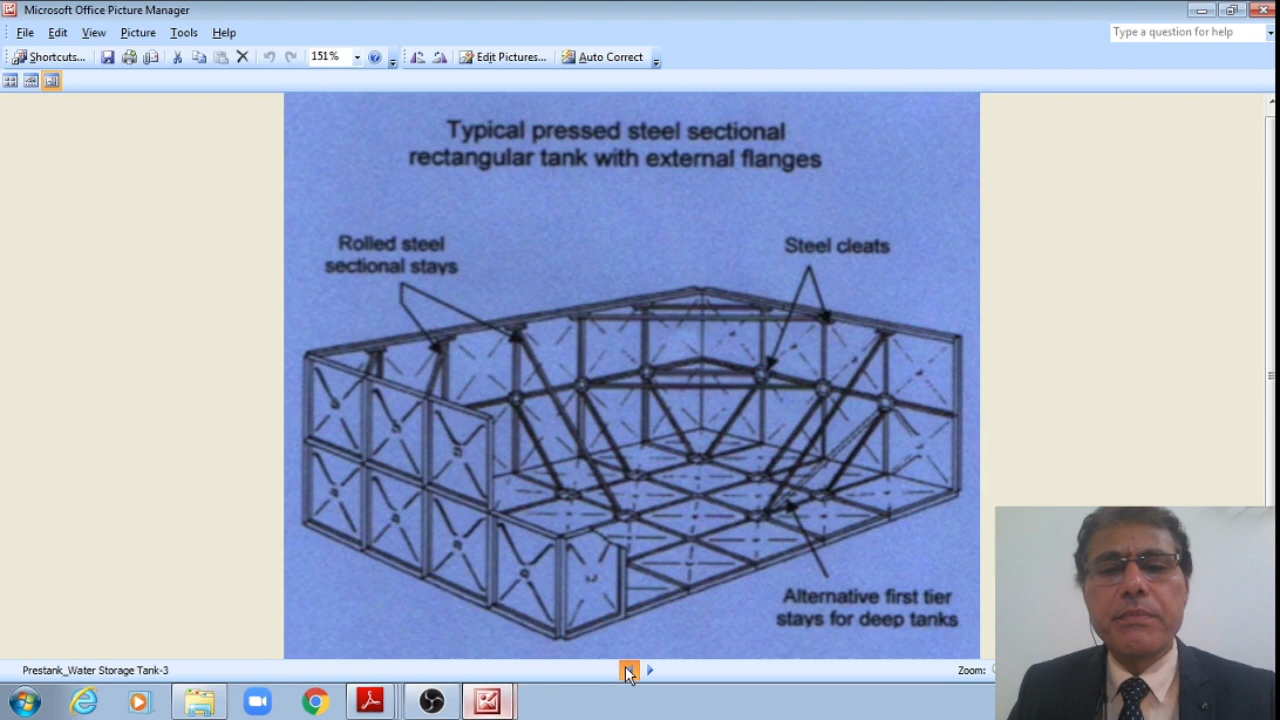 Microsoft Office Picture Manager
File Edit View Picture Tools Help
Type a question for help
Shortcuts...
151%
Edit Pictures...
Auto Correct
Typical pressed steel sectional
rectangular tank with external flanges
Rolled steel
sectional stays
Steel cleats
Alternative first tier
stays for deep tanks
Prestank_Water Storage Tank-3
Zoom: